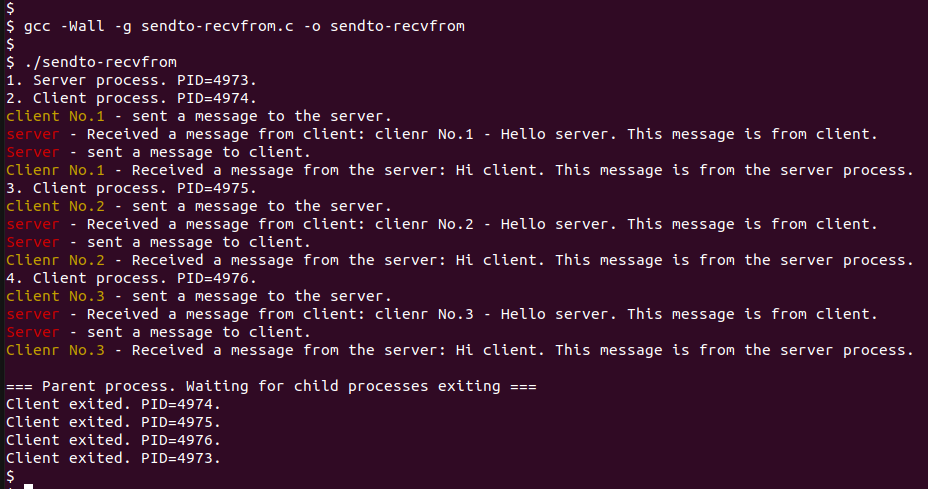 $
$ gcc -Wall -g sendto-recvfrom.c -o sendto-recvfrom
$
$ ./sendto-recvfrom
1. Server process. PID=4973.
2. Client process. PID=4974.
client No.1 - sent a message to the server.
server - Received a message from client: clienr No.1 - Hello server. This message is from client.
Server - sent a message to client.
Clienr No.1 - Received a message from the server: Hi client. This message is from the server process.
3. Client process. PID=4975.
client No.2 - sent a message to the server.
server - Received a message from client: clienr No.2 - Hello server. This message is from client.
Server - sent a message to client.
Clienr No.2 - Received a message from the server: Hi client. This message is from the server process.
4. Client process. PID=4976.
client No.3 - sent a message to the server.
server - Received a message from client: clienr No.3 - Hello server. This message is from client.
Server - sent a message to client.
Clienr No.3 - Received a message from the server: Hi client. This message is from the server process.
=== Parent process. Waiting for child processes exiting ===
Client exited. PID=4974.
Client exited. PID=4975.
Client exited. PID=4976.
Client exited. PID=4973.
$